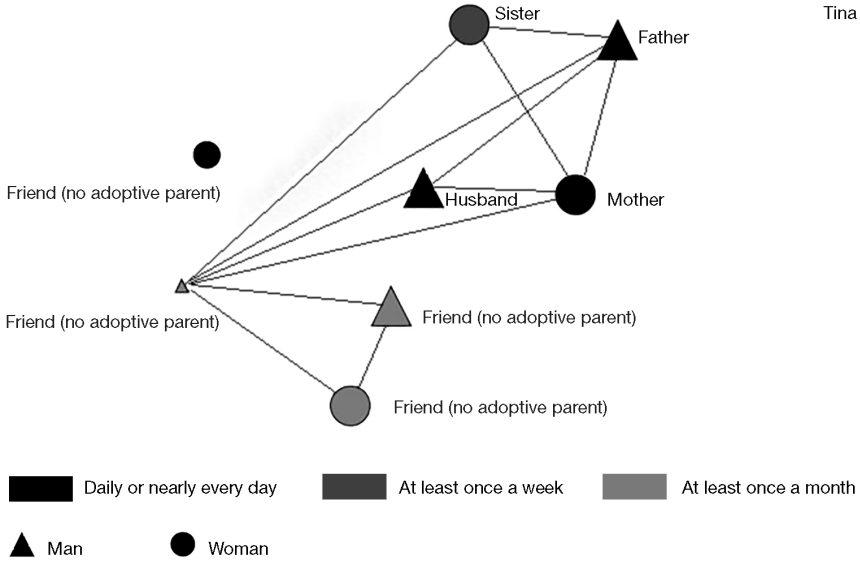 Sister
Tina
Father
Friend (no adoptive parent)
Husband
Mother
Friend (no adoptive parent)
Friend (no adoptive parent)
Friend (no adoptive parent)
Daily or nearly every day
At least once a week
At least once a month
Man
Woman